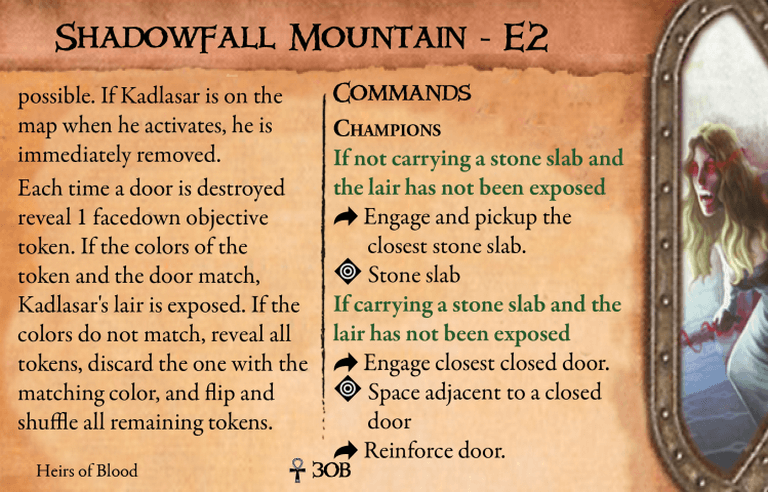 Shadowfall Mountain - E2
possible. If Kadlasar is on the
map when he activates, he is
immediately removed.
Each time a door is destroyed
reveal 1 facedown objective
token. If the colors of the
token and the door match,
Kadlasar's lair is exposed. If the
colors do not match, reveal all
tokens, discard the one with the
matching color, and flip and
shuffle all remaining tokens.
Commands
Champions
If not carrying a stone slab and
the lair has not been exposed
Engage and pickup the
closest stone slab.
Stone slab
If carrying a stone slab and the
lair has not been exposed
Engage closest closed door.
Space adjacent to a closed
door
Reinforce door.
Heirs of Blood
30B